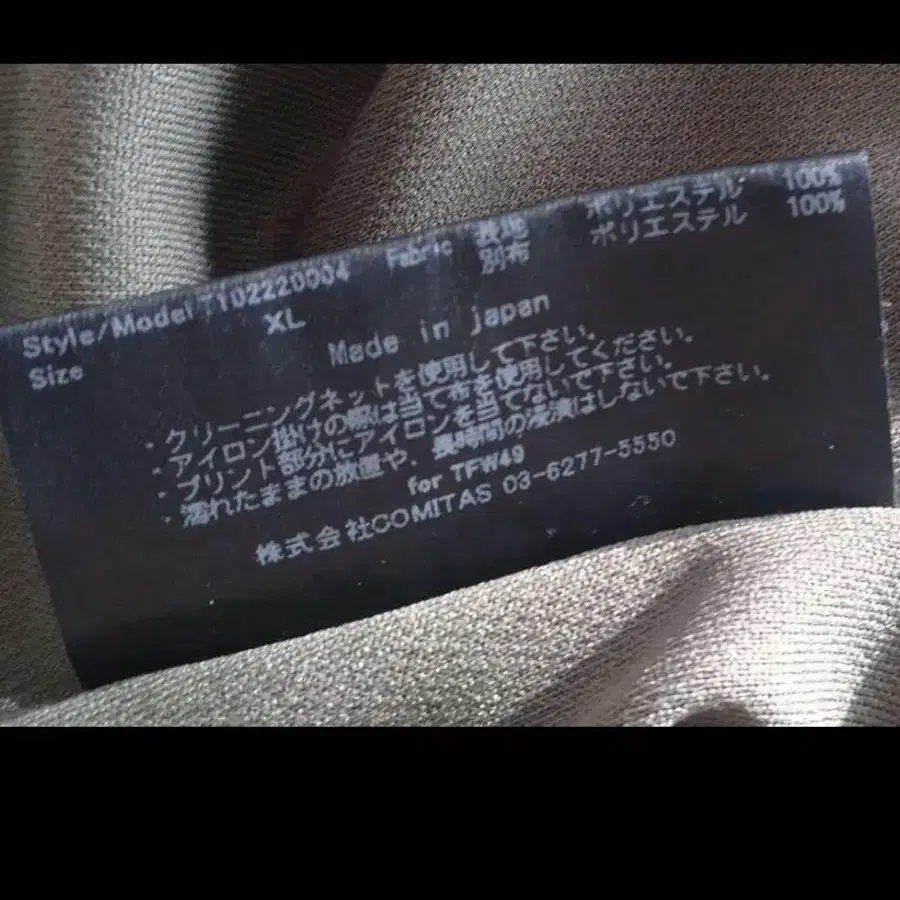 Style/Model T102220004 Fabric 表地 ポリエステル 100%
Size XL 別布 ポリエステル 100%
Made in japan
・クリーニングネットを使用して下さい。
・アイロン掛けの際は当て布を使用してください。
・プリント部分にアイロンを当てないで下さい。
・濡れたままの放置や、長時間の浸漬はしないで下さい。
for TFW49
株式会社COMITAS 03-6277-5550